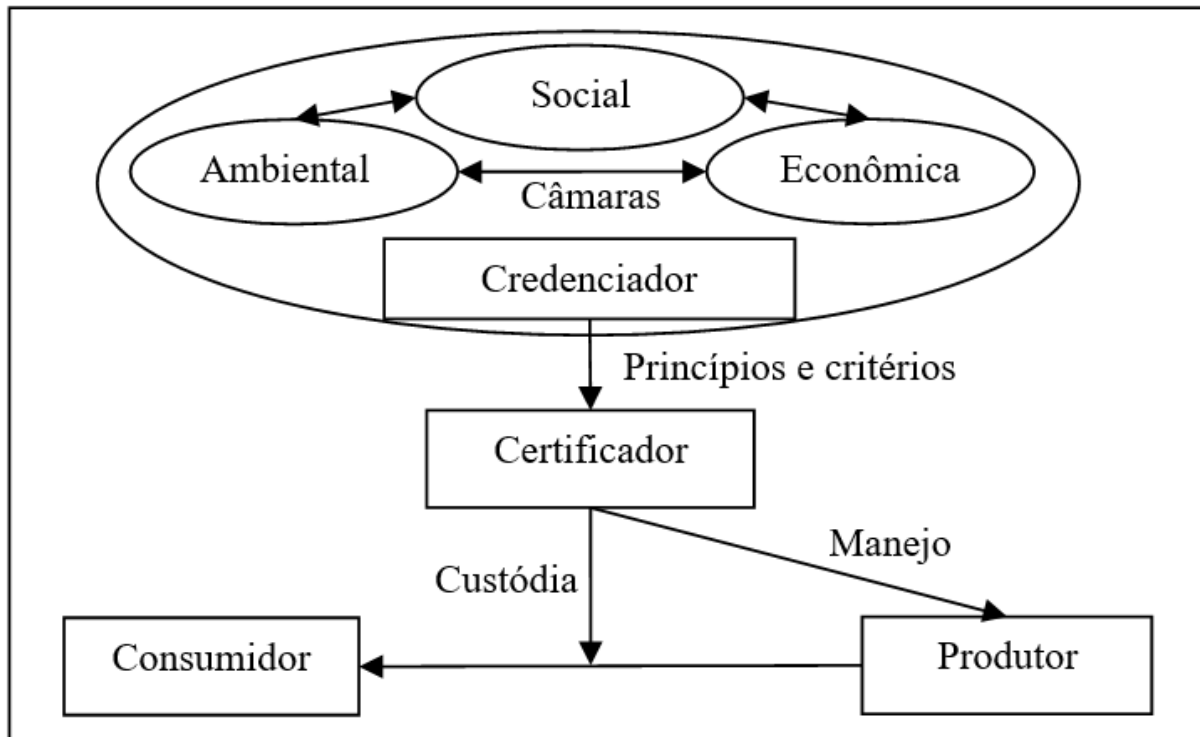 Social
Ambiental
Econômica
Câmaras
Credenciador
Princípios e critérios
Certificador
Manejo
Custódia
Consumidor
Produtor